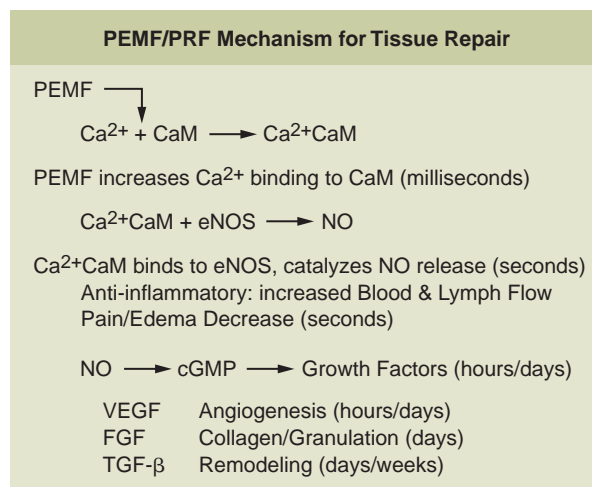 PEMF/PRF Mechanism for Tissue Repair
PEMF
Ca2+ + CaM → Ca2+CaM
PEMF increases Ca2+ binding to CaM (milliseconds)
Ca2+CaM + eNOS → NO
Ca2+CaM binds to eNOS, catalyzes NO release (seconds)
Anti-inflammatory: increased Blood & Lymph Flow
Pain/Edema Decrease (seconds)
NO → cGMP → Growth Factors (hours/days)
VEGF Angiogenesis (hours/days)
FGF Collagen/Granulation (days)
TGF-β Remodeling (days/weeks)